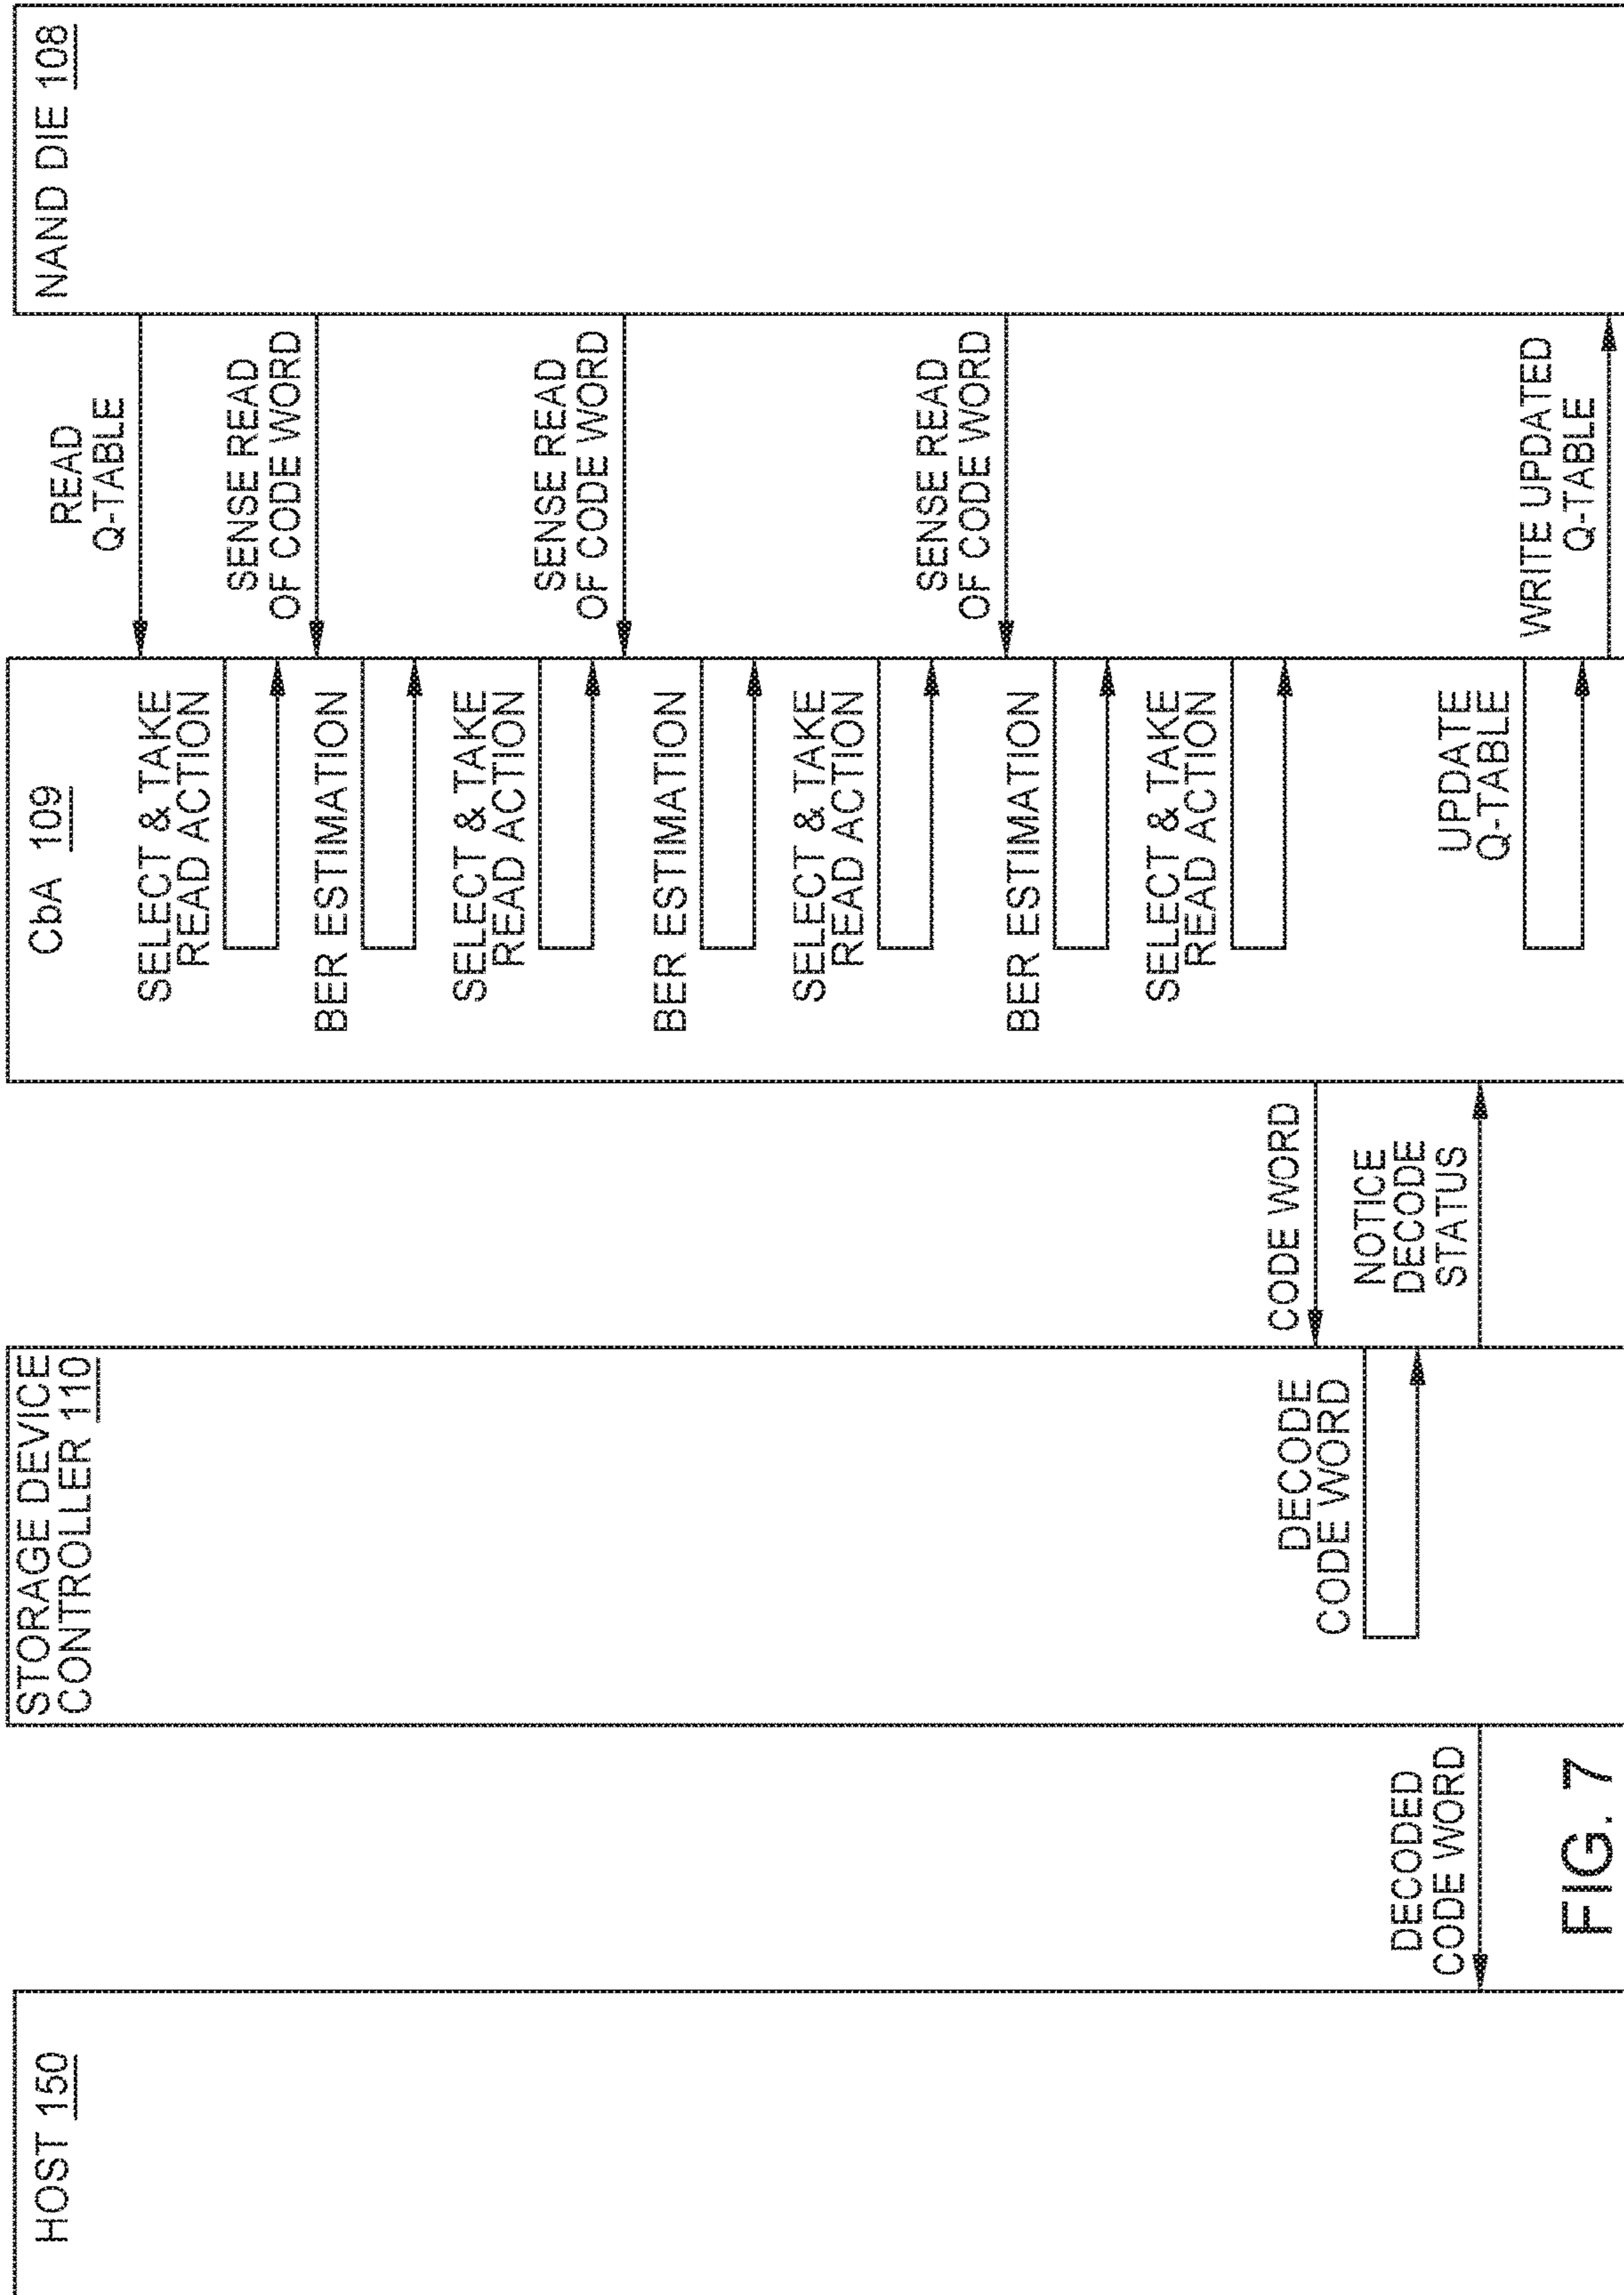 HOST 150
STORAGE DEVICE
CONTROLLER 110
CbA 109
NAND DIE 108
READ
Q-TABLE
SELECT & TAKE
READ ACTION
SENSE READ
OF CODE WORD
BER ESTIMATION
SELECT & TAKE
READ ACTION
SENSE READ
OF CODE WORD
BER ESTIMATION
SELECT & TAKE
READ ACTION
SENSE READ
OF CODE WORD
BER ESTIMATION
SELECT & TAKE
READ ACTION
CODE WORD
DECODE
CODE WORD
NOTICE
DECODE
STATUS
DECODED
CODE WORD
UPDATE
Q-TABLE
WRITE UPDATED
Q-TABLE
FIG. 7